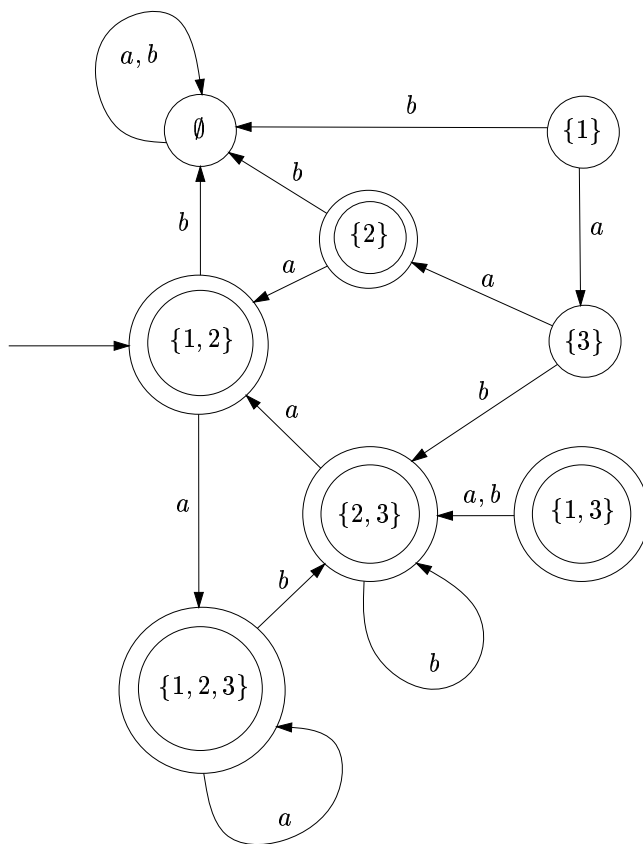 a, b
b
∅
{1}
b
b
a
{2}
a
a
{1, 2}
{3}
b
a
a
a, b
{2, 3}
{1, 3}
b
b
{1, 2, 3}
a